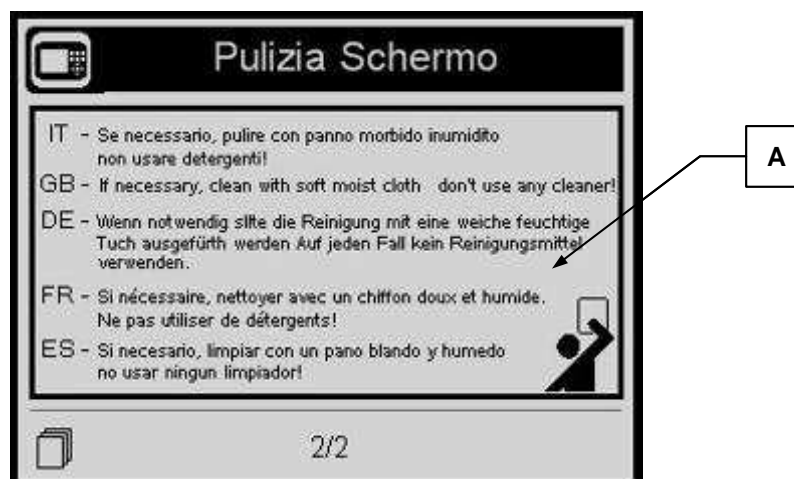 Pulizia Schermo
IT - Se necessario, pulire con panno morbido inumidito
non usare detergenti!
GB - If necessary, clean with soft moist cloth don't use any cleaner!
DE - Wenn notwendig sllte die Reinigung mit eine weiche feuchtige
Tuch ausgefürth werden Auf jeden Fall kein Reinigungsmittel
verwenden.
FR - Si nécessaire, nettoyer avec un chiffon doux et humide.
Ne pas utiliser de détergents!
ES - Si necesario, limpiar con un pano blando y humedo
no usar ningun limpiador!
2/2
A